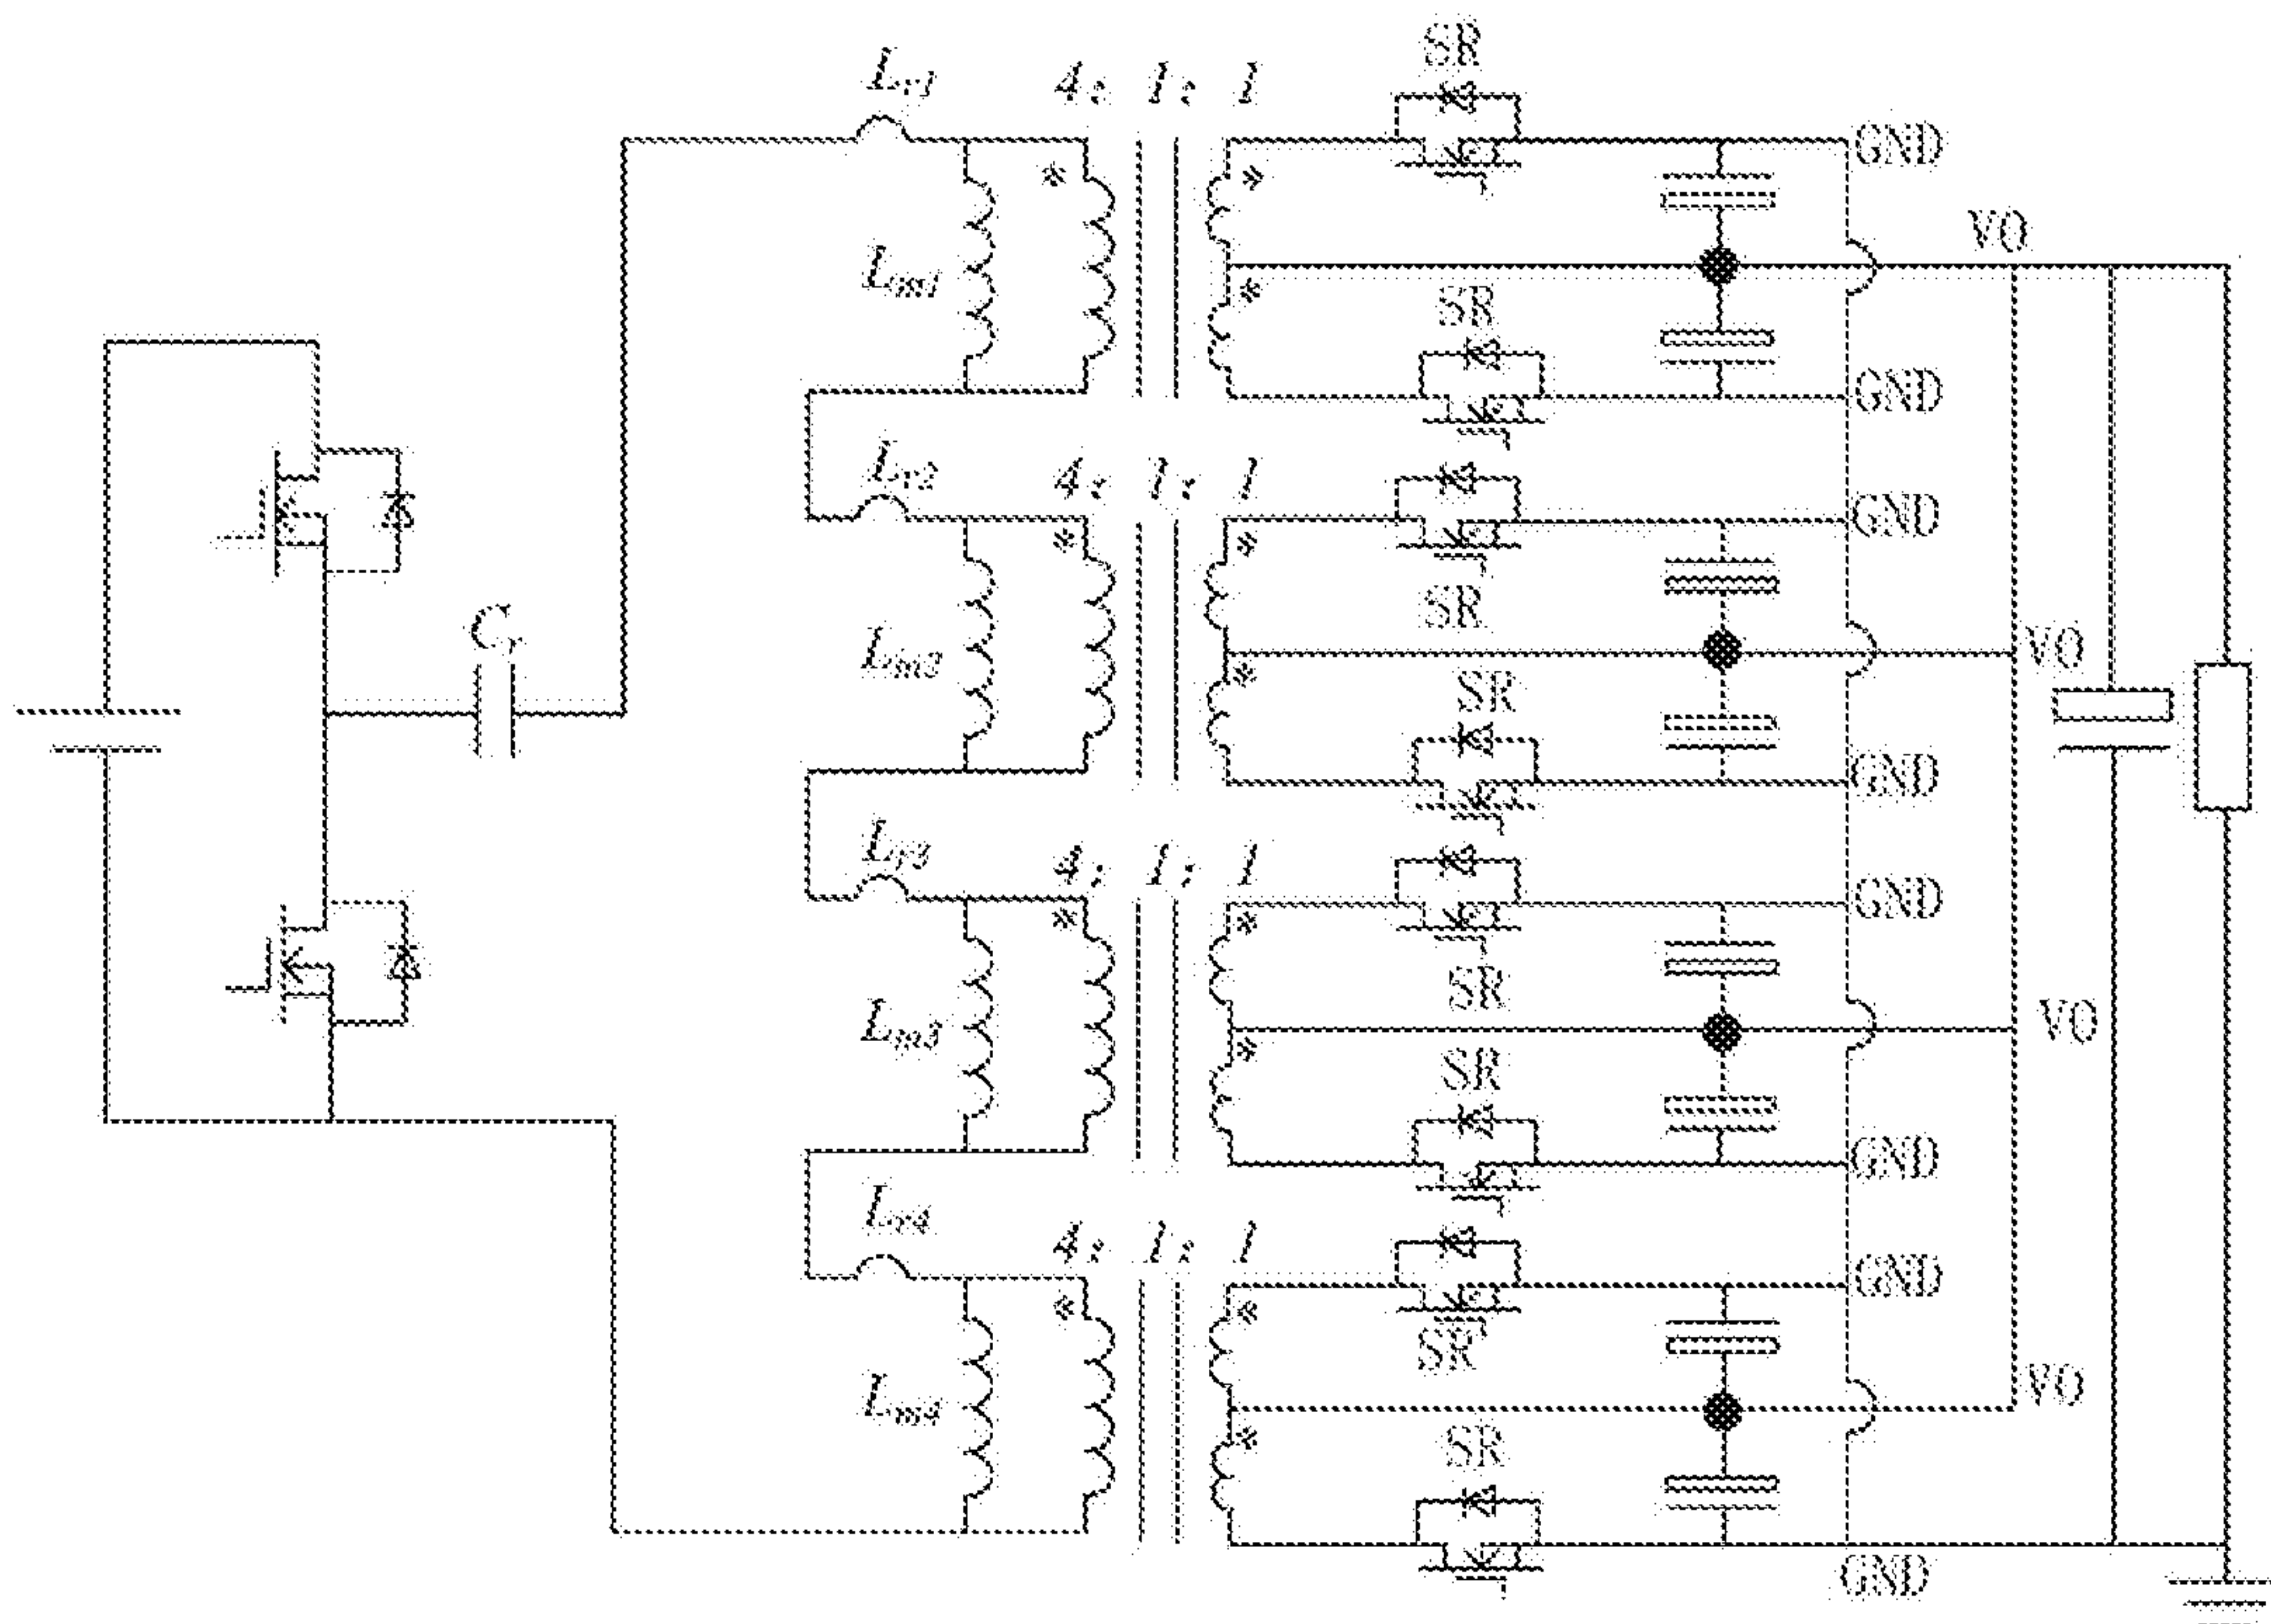 SR
Lr1 4: 1: 1
GND
VO
Lm1
SR
GND
Lr2 4: 1: 1
GND
SR
Cr
Lm2
VO
SR
GND
Lr3 4: 1: 1
GND
SR
Lm3
VO
SR
GND
Lr4 4: 1: 1
GND
SR
Lm4
VO
SR
GND